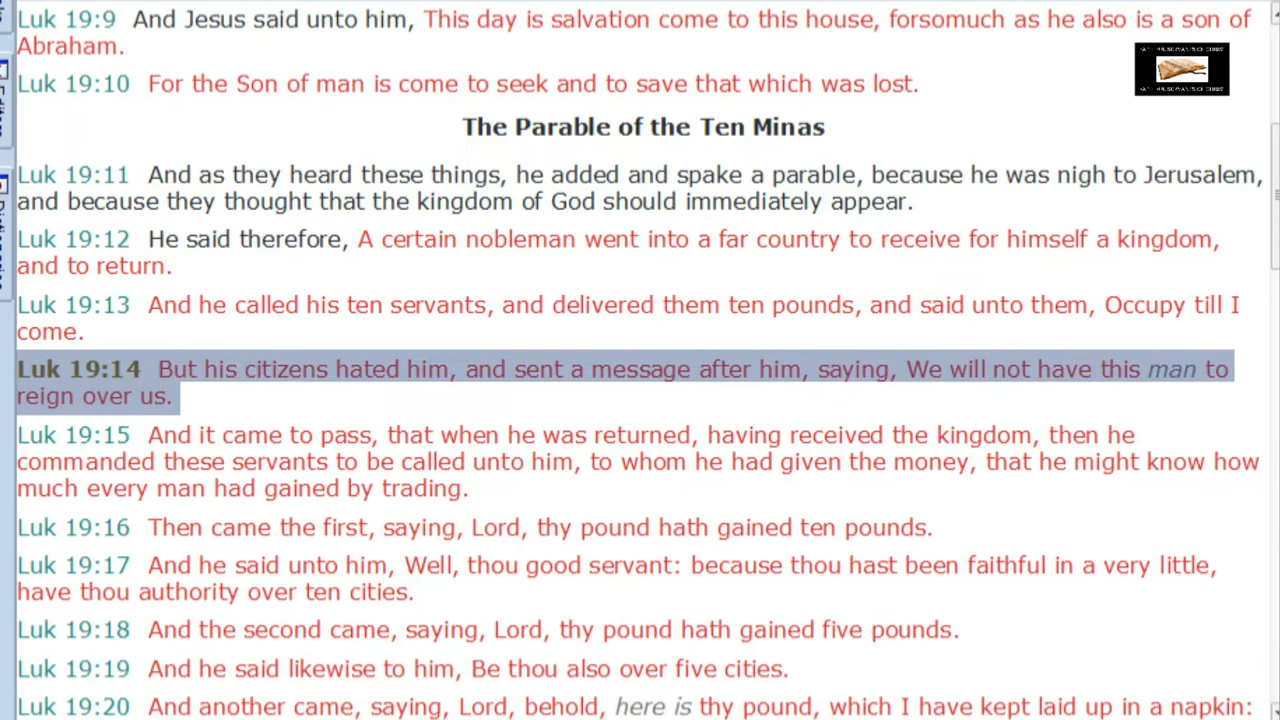 Luk 19:9 And Jesus said unto him, This day is salvation come to this house, forsomuch as he also is a son of
Abraham.
Luk 19:10 For the Son of man is come to seek and to save that which was lost.
The Parable of the Ten Minas
Luk 19:11 And as they heard these things, he added and spake a parable, because he was nigh to Jerusalem,
and because they thought that the kingdom of God should immediately appear.
Luk 19:12 He said therefore, A certain nobleman went into a far country to receive for himself a kingdom,
and to return.
Luk 19:13 And he called his ten servants, and delivered them ten pounds, and said unto them, Occupy till I
come.
Luk 19:14 But his citizens hated him, and sent a message after him, saying, We will not have this man to
reign over us.
Luk 19:15 And it came to pass, that when he was returned, having received the kingdom, then he
commanded these servants to be called unto him, to whom he had given the money, that he might know how
much every man had gained by trading.
Luk 19:16 Then came the first, saying, Lord, thy pound hath gained ten pounds.
Luk 19:17 And he said unto him, Well, thou good servant: because thou hast been faithful in a very little,
have thou authority over ten cities.
Luk 19:18 And the second came, saying, Lord, thy pound hath gained five pounds.
Luk 19:19 And he said likewise to him, Be thou also over five cities.
Luk 19:20 And another came, saying, Lord, behold, here is thy pound, which I have kept laid up in a napkin: